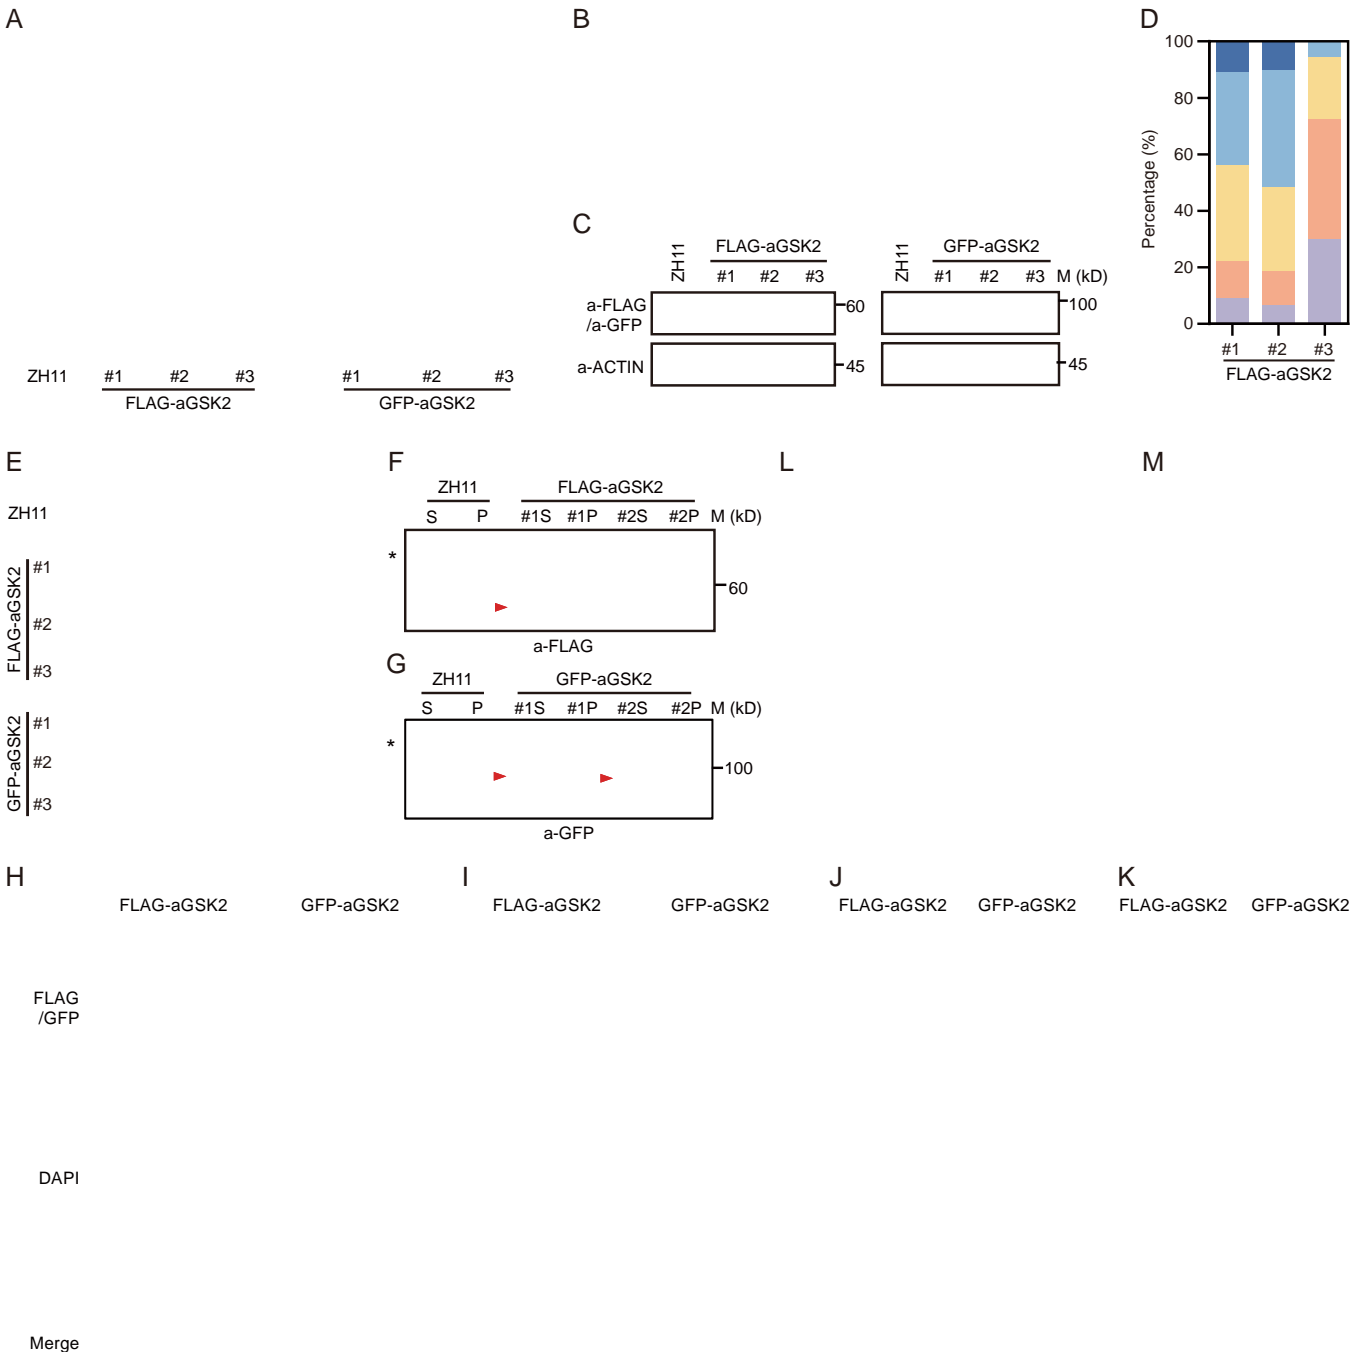 A
ZH11
#1 #2 #3
FLAG-aGSK2
#1 #2 #3
GFP-aGSK2
B
C
ZH11
FLAG-aGSK2
#1 #2 #3
ZH11
GFP-aGSK2
#1 #2 #3 M (kD)
a-FLAG
/a-GFP
60
100
a-ACTIN
45
45
D
Percentage (%)
100
80
60
40
20
0
#1 #2 #3
FLAG-aGSK2
E
ZH11
FLAG-aGSK2
#1
#2
#3
GFP-aGSK2
#1
#2
#3
F
ZH11 FLAG-aGSK2
S P #1S #1P #2S #2P M (kD)
*
60
a-FLAG
G
ZH11 GFP-aGSK2
S P #1S #1P #2S #2P M (kD)
*
100
a-GFP
L
M
H
FLAG-aGSK2 GFP-aGSK2
I
FLAG-aGSK2 GFP-aGSK2
J
FLAG-aGSK2 GFP-aGSK2
K
FLAG-aGSK2 GFP-aGSK2
FLAG
/GFP
DAPI
Merge